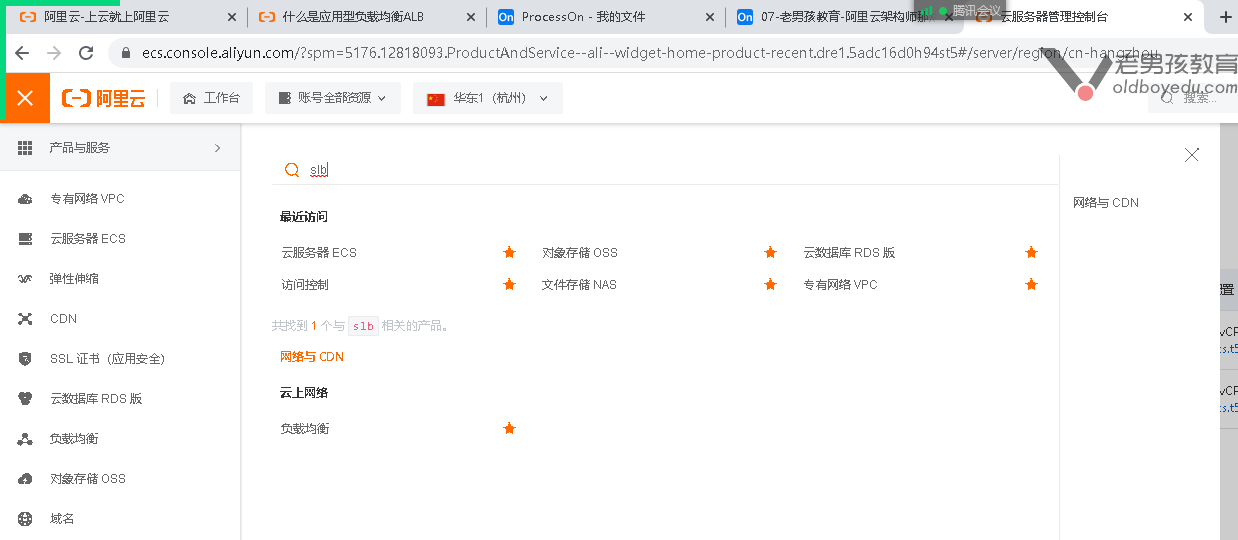 阿里云-上云就上阿里云
什么是应用型负载均衡ALB
ProcessOn - 我的文件
07-老男孩教育-阿里云架构师
腾讯会议
云服务器管理控制台
ecs.console.aliyun.com/?spm=5176.12818093.ProductAndService--ali--widget-home-product-recent.dre1.5adc16d0h94st5#/server/region/cn-hangzhou
老男孩教育
oldboyedu.com
阿里云
工作台
账号全部资源
华东1（杭州）
搜索...
产品与服务
专有网络 VPC
云服务器 ECS
弹性伸缩
CDN
SSL 证书（应用安全）
云数据库 RDS 版
负载均衡
对象存储 OSS
域名
slb
最近访问
云服务器 ECS
对象存储 OSS
云数据库 RDS 版
访问控制
文件存储 NAS
专有网络 VPC
共找到 1 个与 slb 相关的产品。
网络与 CDN
云上网络
负载均衡
网络与 CDN
置
vCP
cs.t5
vCP
cs.t5